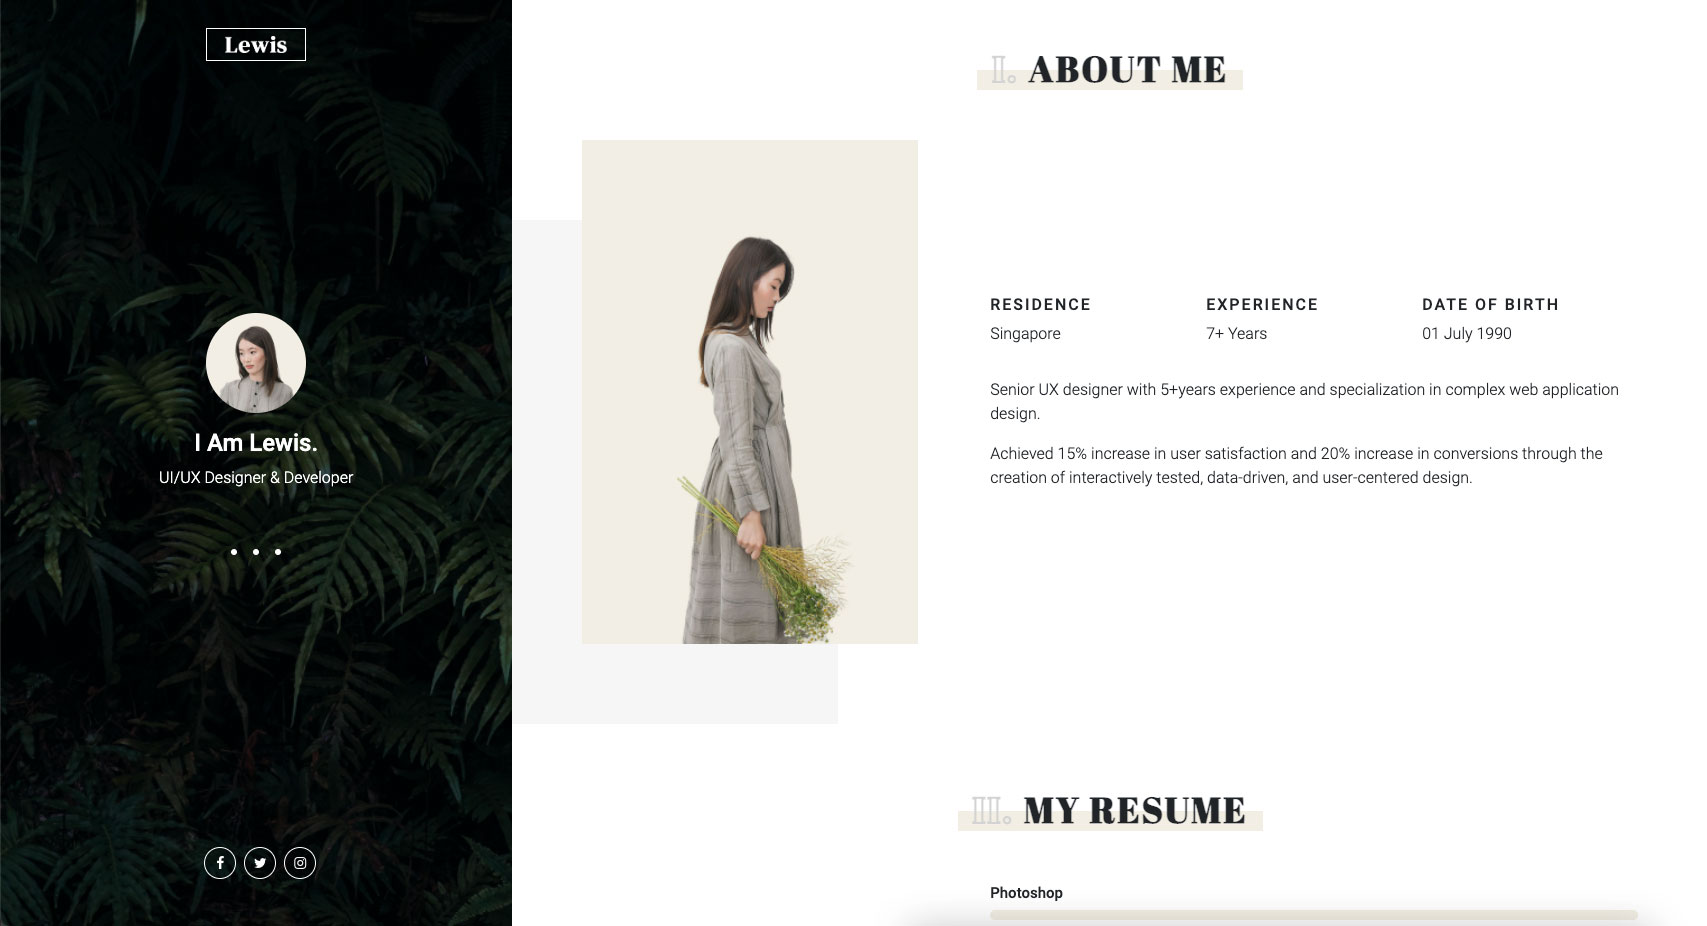 Lewis
I Am Lewis.
UI/UX Designer & Developer
II. ABOUT ME
RESIDENCE
Singapore
EXPERIENCE
7+ Years
DATE OF BIRTH
01 July 1990
Senior UX designer with 5+years experience and specialization in complex web application
design.
Achieved 15% increase in user satisfaction and 20% increase in conversions through the
creation of interactively tested, data-driven, and user-centered design.
III. MY RESUME
Photoshop